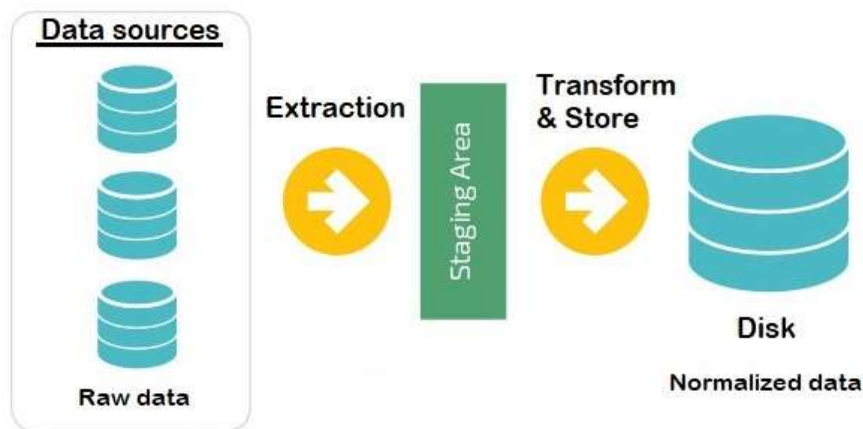 Data sources
Raw data
Extraction
Staging Area
Transform
& Store
Disk
Normalized data